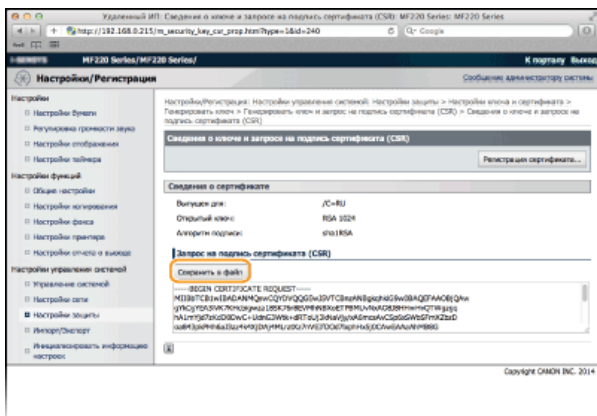 Удаленный ИП: Сведения о ключе и запросе на подпись сертификата (CSR): MF220 Series: MF220 Series
http://192.168.0.215/m_security_key_csr_prop.html?type=1&id=240
Google
MF220 Series/MF220 Series/
К порталу Выход
Настройки/Регистрация
Сообщение администратору системы
Настройки
Настройки бумаги
Регулировка громкости звука
Настройки отображения
Настройки таймера
Настройки функций
Общие настройки
Настройки копирования
Настройки факса
Настройки принтера
Настройки отчета о выводе
Настройки управления системой
Управление системой
Настройки сети
Настройки защиты
Импорт/Экспорт
Инициализировать информацию
настроек
Настройки/Регистрация: Настройки управления системой: Настройки защиты > Настройки ключа и сертификата >
Генерировать ключ > Генерировать ключ и запрос на подпись сертификата (CSR) > Сведения о ключе и запросе на
подпись сертификата (CSR)
Сведения о ключе и запросе на подпись сертификата (CSR)
Регистрация сертификата...
Сведения о сертификате
Выпущен для: /C=RU
Открытый ключ: RSA 1024
Алгоритм подписи: sha1RSA
Запрос на подпись сертификата (CSR)
Сохранить в файл
-----BEGIN CERTIFICATE REQUEST-----
Copyright CANON INC. 2014